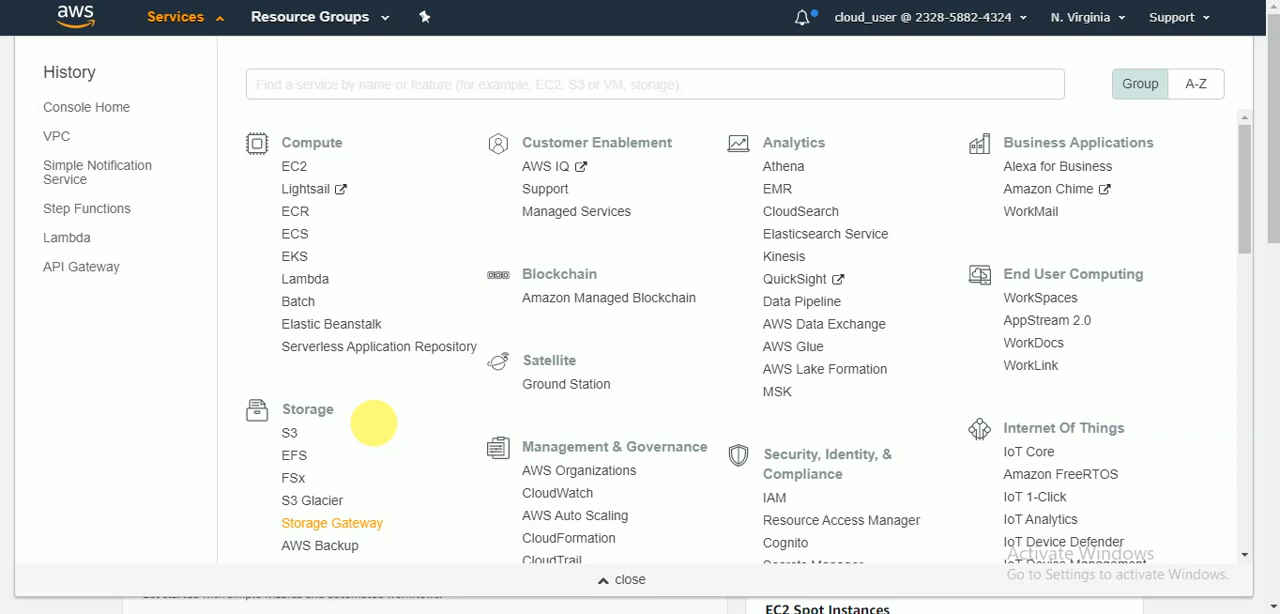 aws
Services
Resource Groups
cloud_user @ 2328-5882-4324
N. Virginia
Support
History
Console Home
VPC
Simple Notification
Service
Step Functions
Lambda
API Gateway
Find a service by name or feature (for example, EC2, S3 or VM, storage).
Group
A-Z
Compute
EC2
Lightsail
ECR
ECS
EKS
Lambda
Batch
Elastic Beanstalk
Serverless Application Repository
Storage
S3
EFS
FSx
S3 Glacier
Storage Gateway
AWS Backup
Customer Enablement
AWS IQ
Support
Managed Services
Blockchain
Amazon Managed Blockchain
Satellite
Ground Station
Management & Governance
AWS Organizations
CloudWatch
AWS Auto Scaling
CloudFormation
CloudTrail
Analytics
Athena
EMR
CloudSearch
Elasticsearch Service
Kinesis
QuickSight
Data Pipeline
AWS Data Exchange
AWS Glue
AWS Lake Formation
MSK
Security, Identity, &
Compliance
IAM
Resource Access Manager
Cognito
Secrets Manager
Business Applications
Alexa for Business
Amazon Chime
WorkMail
End User Computing
WorkSpaces
AppStream 2.0
WorkDocs
WorkLink
Internet Of Things
IoT Core
Amazon FreeRTOS
IoT 1-Click
IoT Analytics
IoT Device Defender
IoT Device Management
Activate Windows
Go to Settings to activate Windows.
close
EC2 Spot Instances